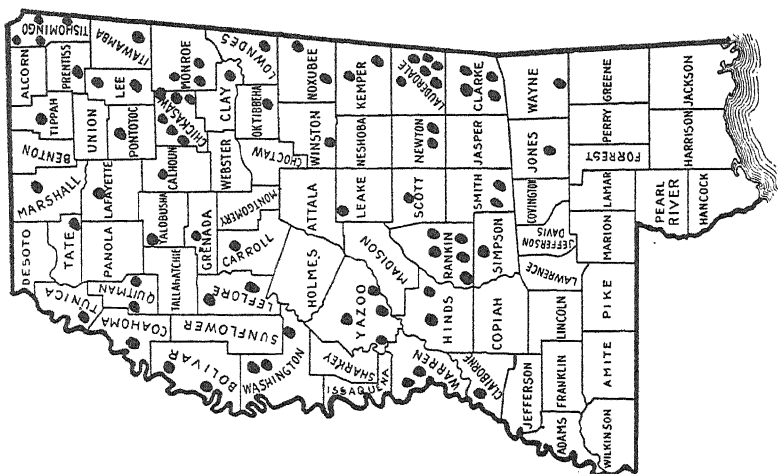 TISHOMINGO
ALCORN
PRENTISS
ITAWAMBA
TIPPAH
LEE
UNION
BENTON
PONTOTOC
MONROE
LOWNDES
CHICKASAW
CLAY
OKTIBBEHA
NOXUBEE
KEMPER
LAUDERDALE
CLARKE
WAYNE
GREENE
JACKSON
MARSHALL
LAFAYETTE
CALHOUN
WEBSTER
CHOCTAW
WINSTON
NESHOBA
NEWTON
JASPER
JONES
PERRY
FORREST
HARRISON
DESOTO
TATE
PANOLA
YALOBUSHA
GRENADA
MONTGOMERY
ATTALA
LEAKE
SCOTT
SMITH
COVINGTON
LAMAR
PEARL
RIVER
HANCOCK
TUNICA
QUITMAN
TALLAHATCHIE
CARROLL
LEFLORE
HOLMES
MADISON
RANKIN
SIMPSON
JEFFERSON
DAVIS
MARION
LAWRENCE
COAHOMA
SUNFLOWER
BOLIVAR
WASHINGTON
YAZOO
HINDS
COPIAH
LINCOLN
PIKE
SHARKEY
ISSAQUENA
WARREN
CLAIBORNE
JEFFERSON
FRANKLIN
AMITE
ADAMS
WILKINSON